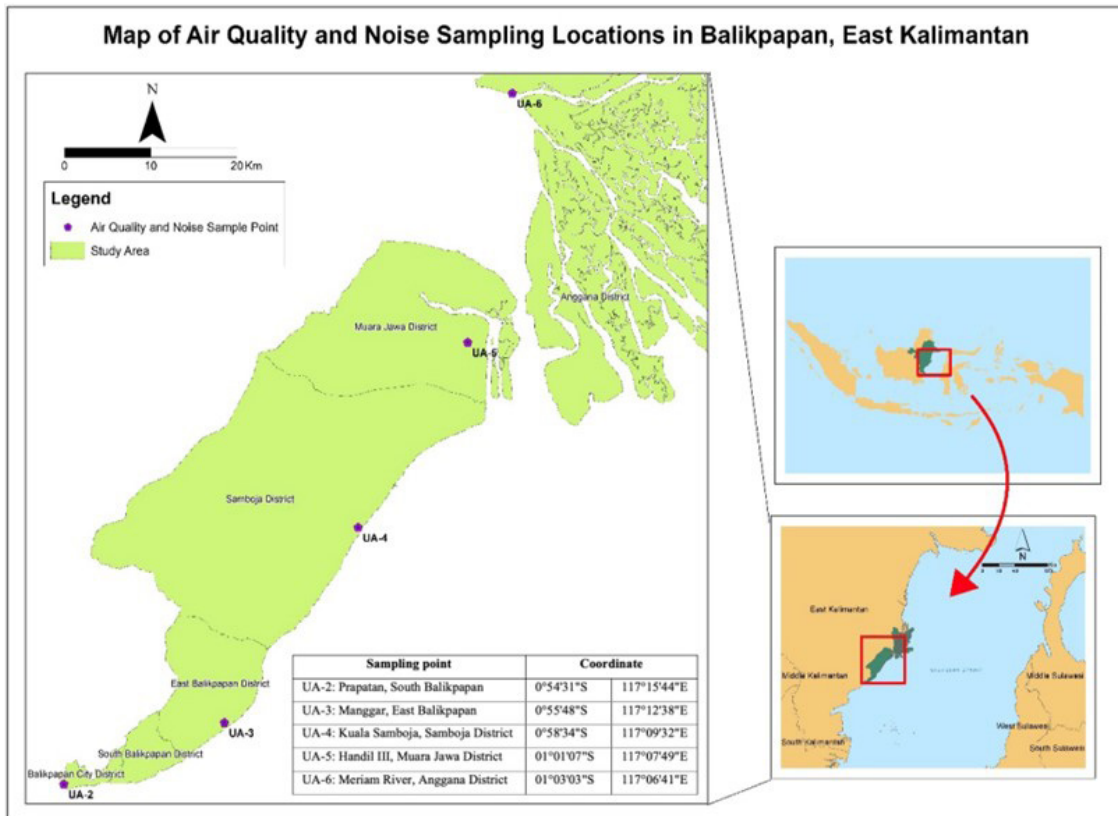 Map of Air Quality and Noise Sampling Locations in Balikpapan, East Kalimantan
N
0 10 20 Km
Legend
Air Quality and Noise Sample Point
Study Area
UA-6
Anggana District
Muara Jawa District
UA-5
Samboja District
UA-4
East Balikpapan District
UA-3
South Balikpapan District
Balikpapan City District
UA-2
Sampling point Coordinate
UA-2: Prapatan, South Balikpapan 0°54'31"S 117°15'44"E
UA-3: Manggar, East Balikpapan 0°55'48"S 117°12'38"E
UA-4: Kuala Samboja, Samboja District 0°58'34"S 117°09'32"E
UA-5: Handil III, Muara Jawa District 01°01'07"S 117°07'49"E
UA-6: Meriam River, Anggana District 01°03'03"S 117°06'41"E
N
East Kalimantan
Middle Kalimantan
South Kalimantan
Middle Sulawesi
West Sulawesi
South Sulawesi